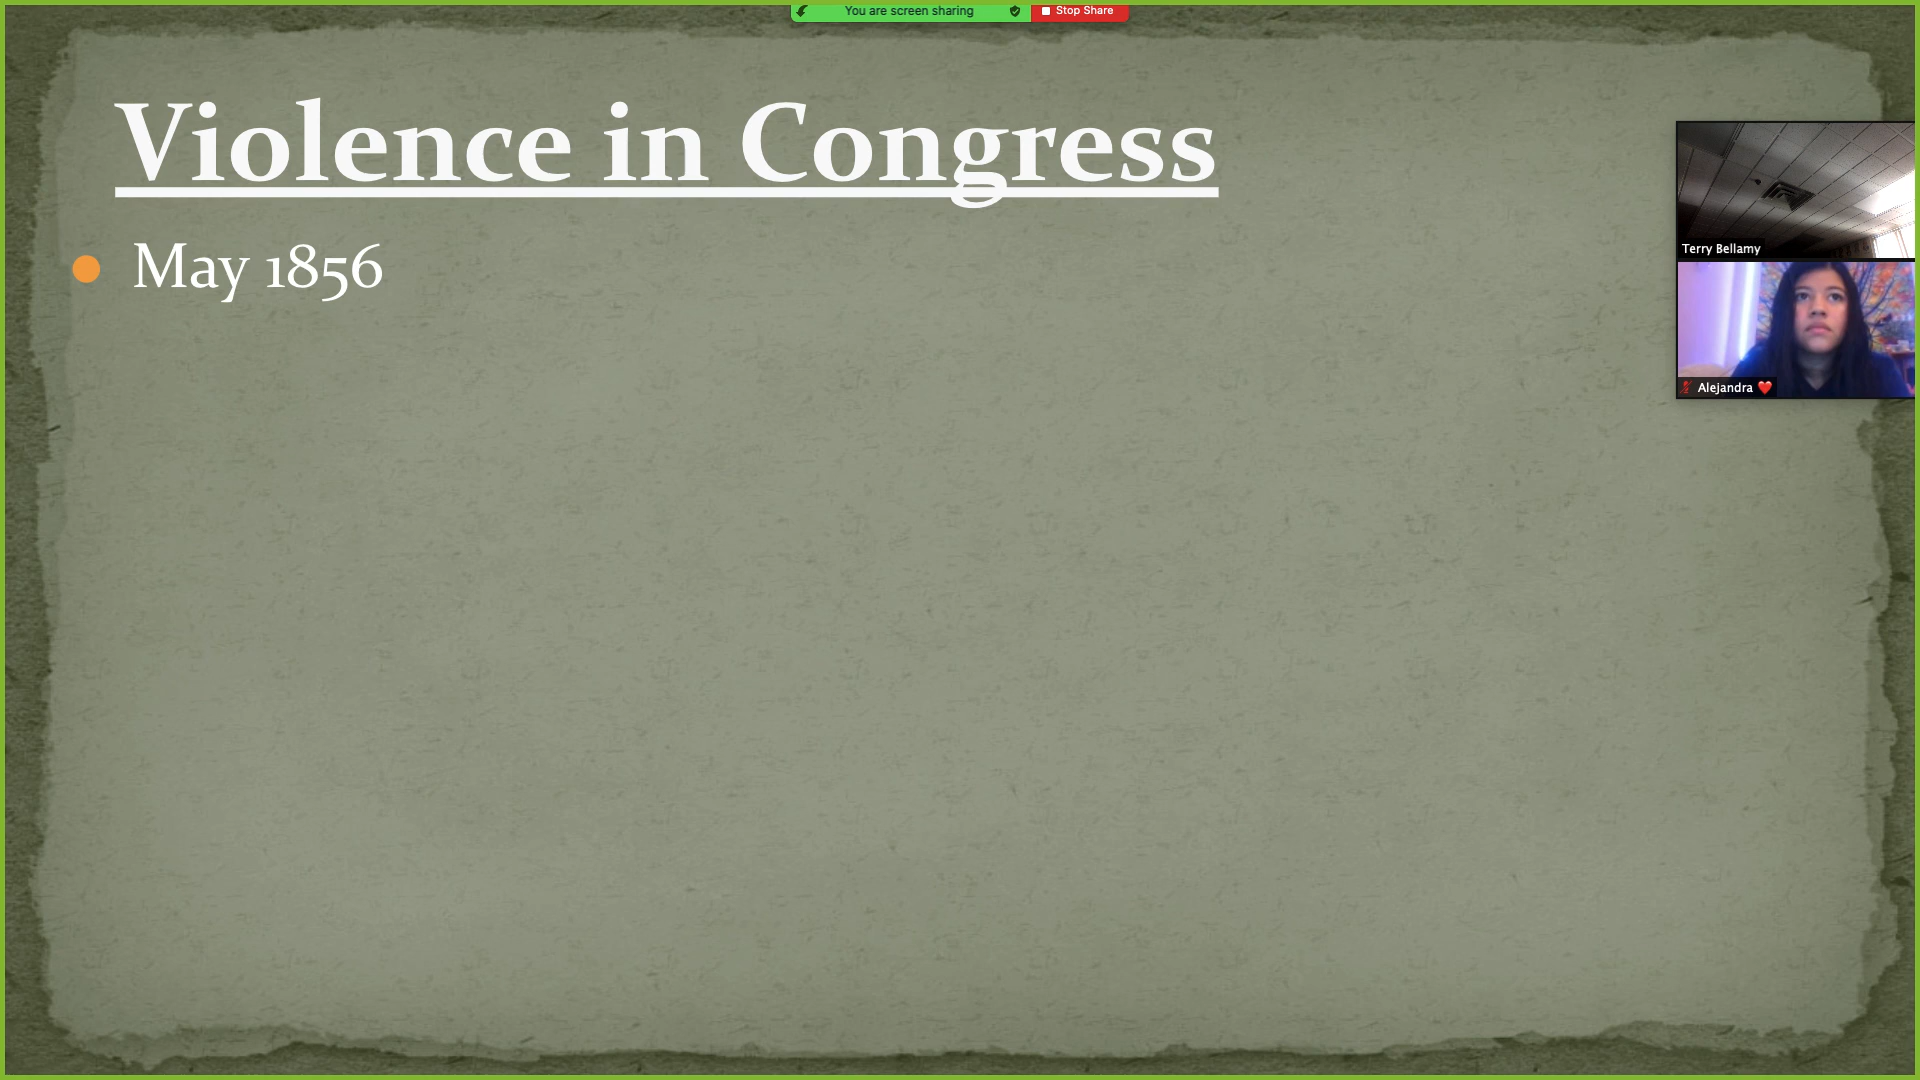 You are screen sharing
Stop Share
Violence in Congress
May 1856
Terry Bellamy
Alejandra ❤️